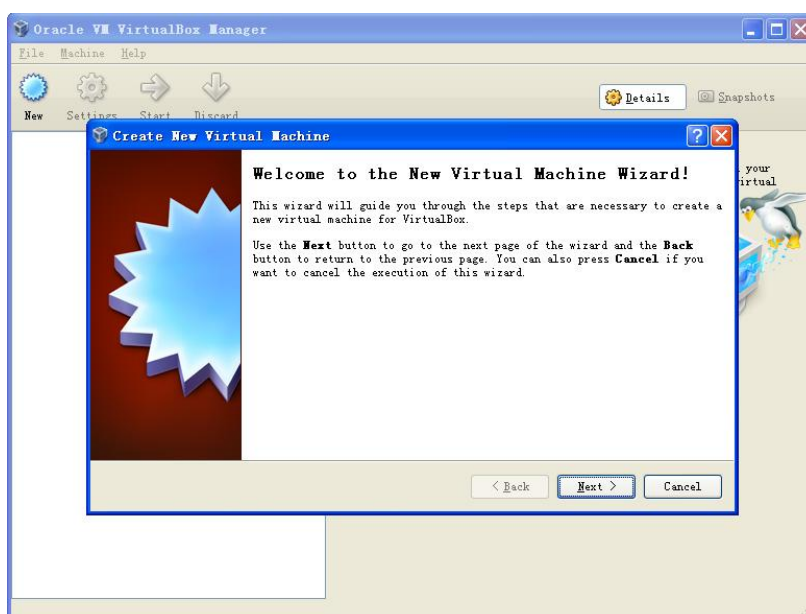 Oracle VM VirtualBox Manager
File Machine Help
New Settings Start Discard
Details Snapshots
Create New Virtual Machine
your
virtual
Welcome to the New Virtual Machine Wizard!
This wizard will guide you through the steps that are necessary to create a
new virtual machine for VirtualBox.
Use the Next button to go to the next page of the wizard and the Back
button to return to the previous page. You can also press Cancel if you
want to cancel the execution of this wizard.
< Back Next > Cancel